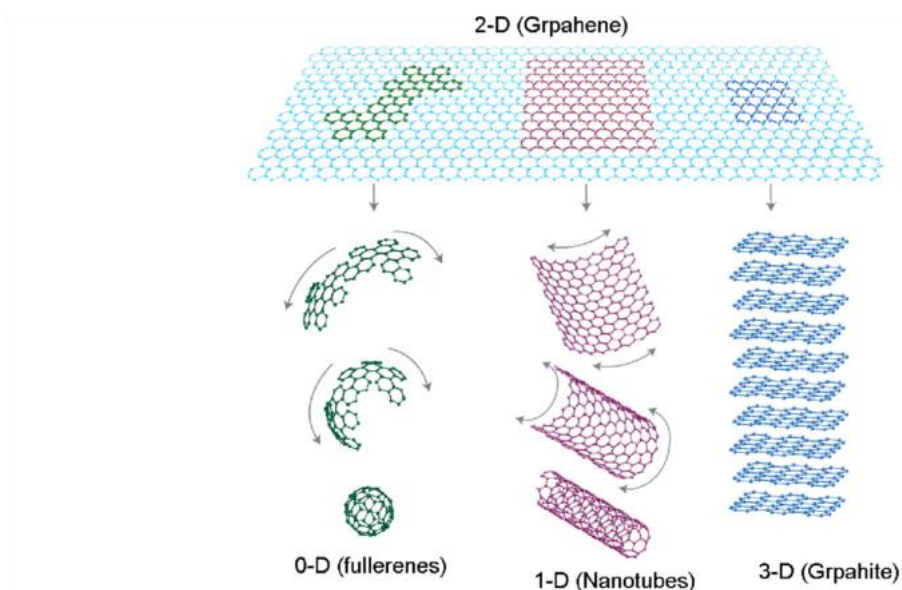 2-D (Grpahene)
0-D (fullerenes)
1-D (Nanotubes)
3-D (Grpahite)